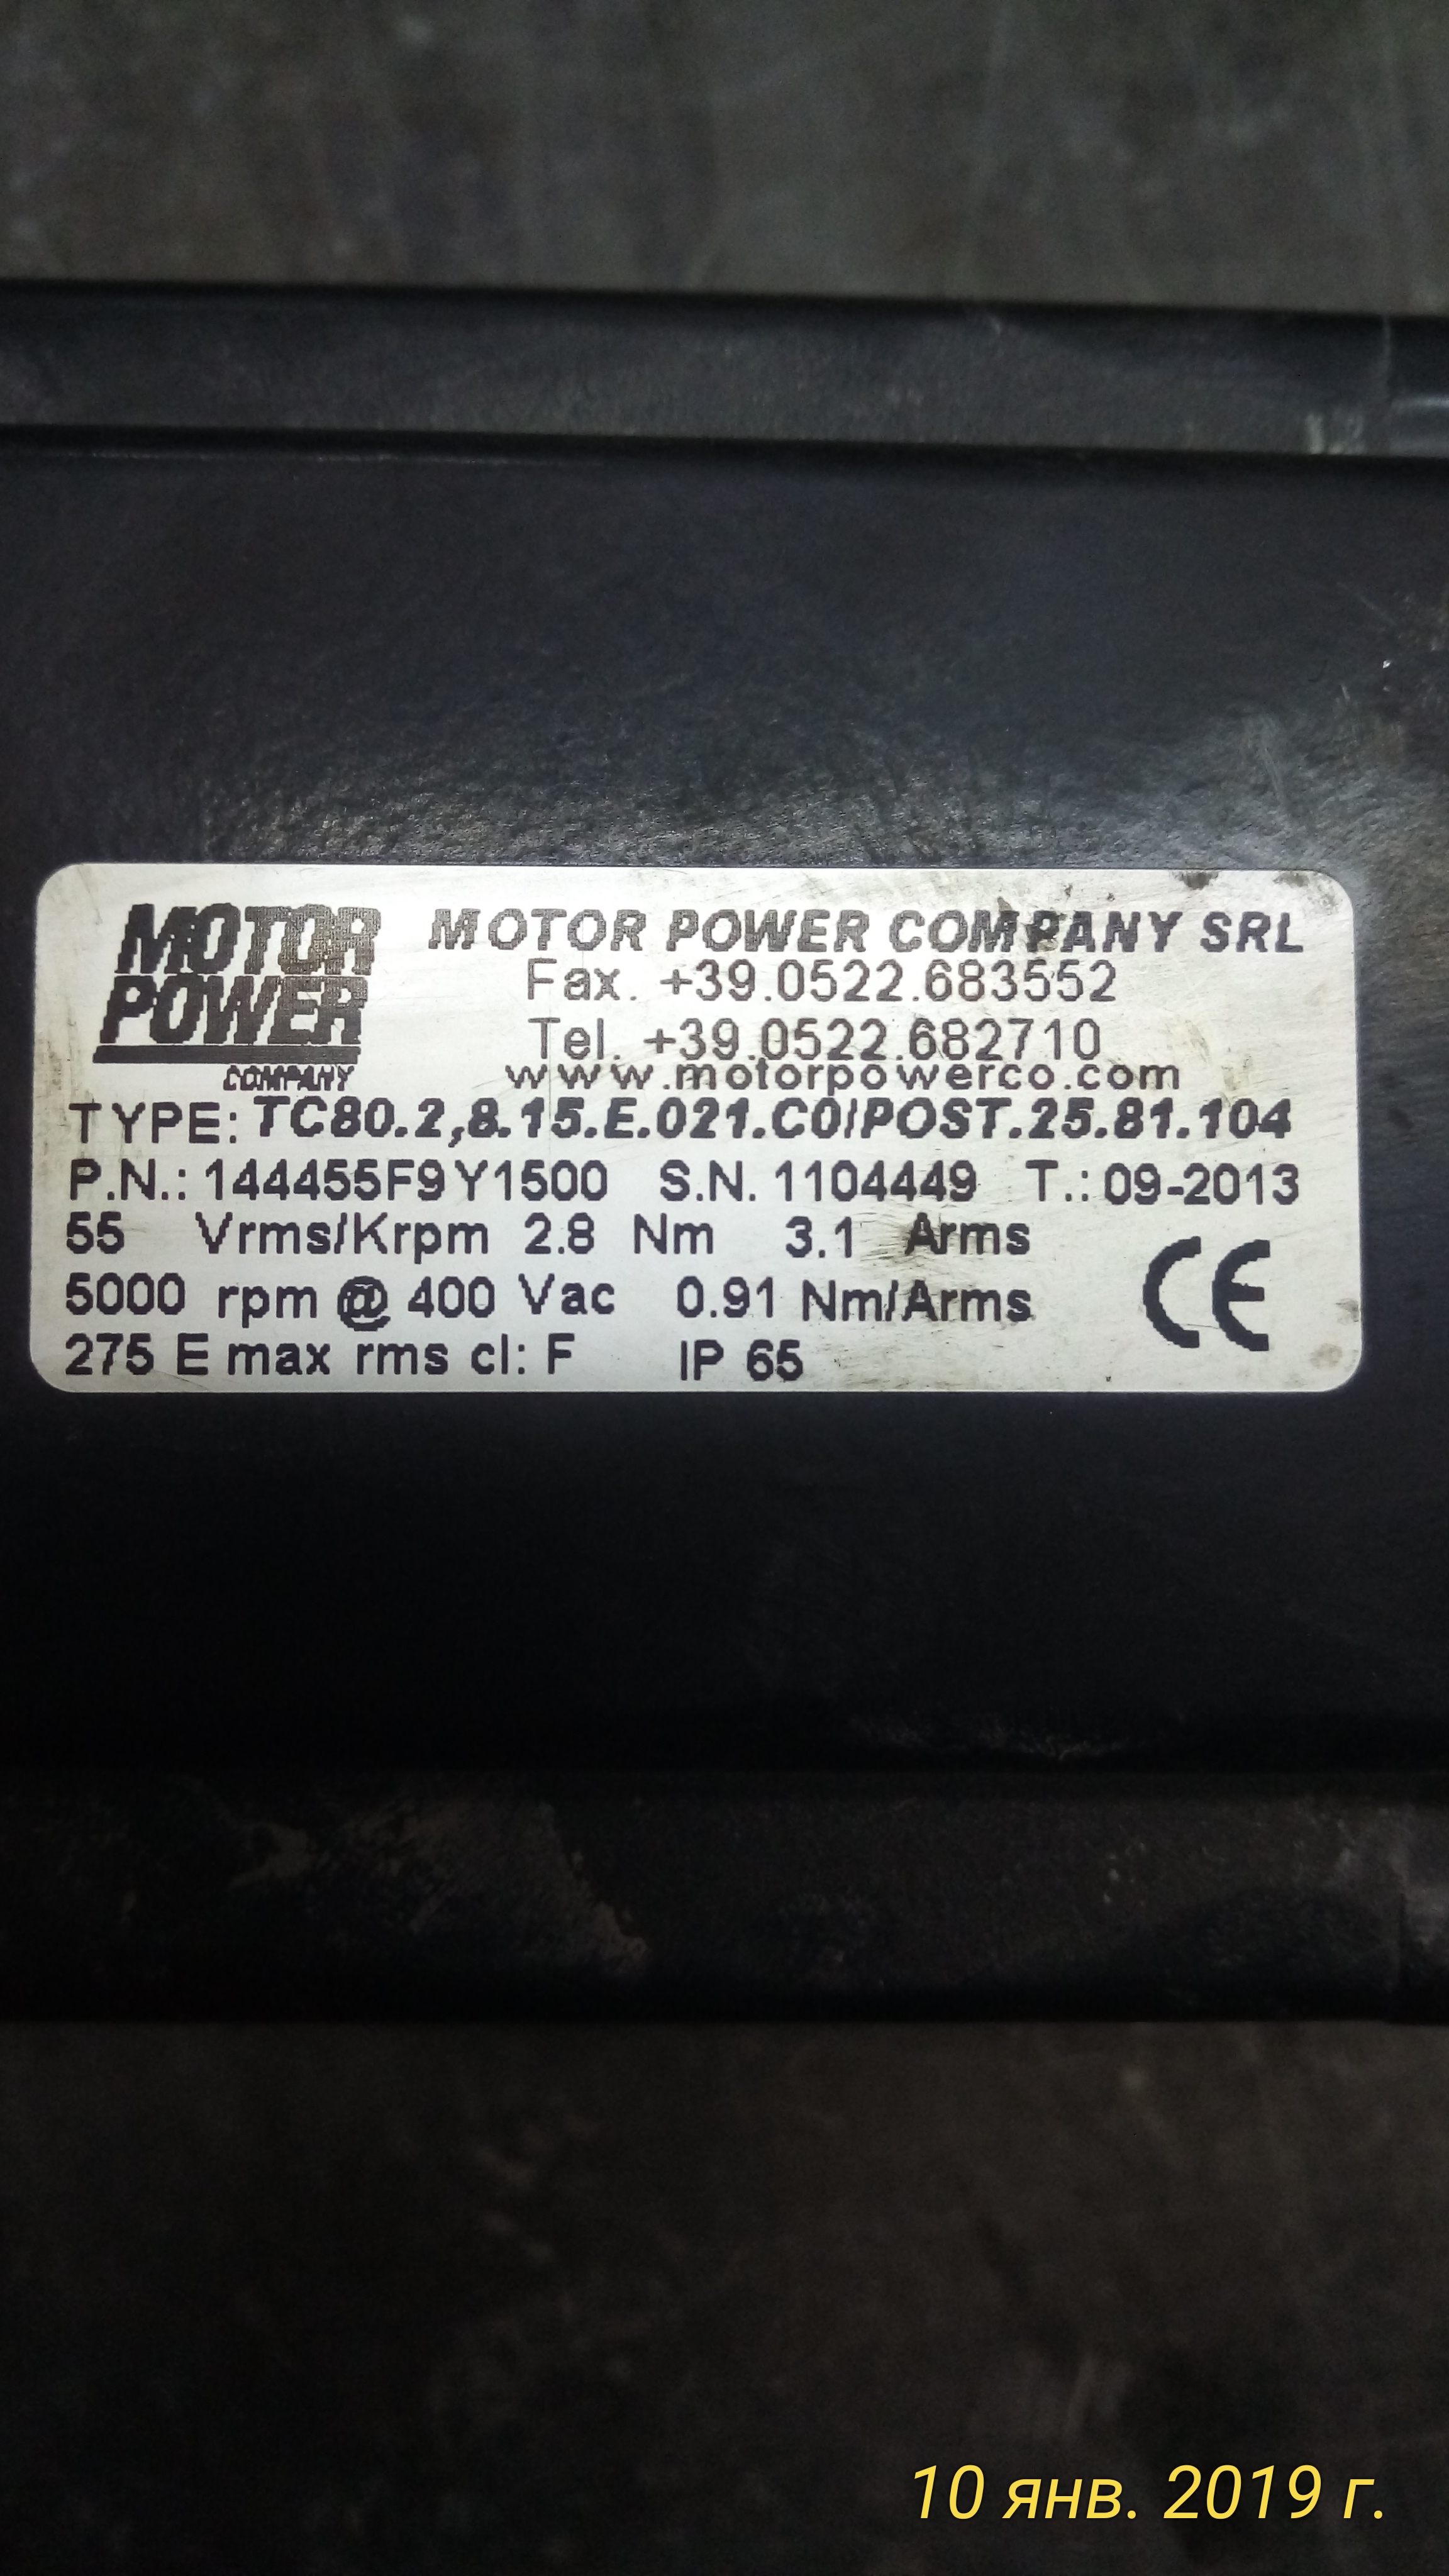 MOTOR
POWER
COMPANY
MOTOR POWER COMPANY SRL
Fax. +39.0522.683552
Tel. +39.0522.682710
www.motorpowerco.com
TYPE: TC80.2,8.15.E.021.C0/POST.25.81.104
P.N.: 144455F9Y1500 S.N. 1104449 T.: 09-2013
55 Vrms/Krpm 2.8 Nm 3.1 Arms
5000 rpm @ 400 Vac 0.91 Nm/Arms
275 E max rms cl: F IP 65
CE
10 янв. 2019 г.